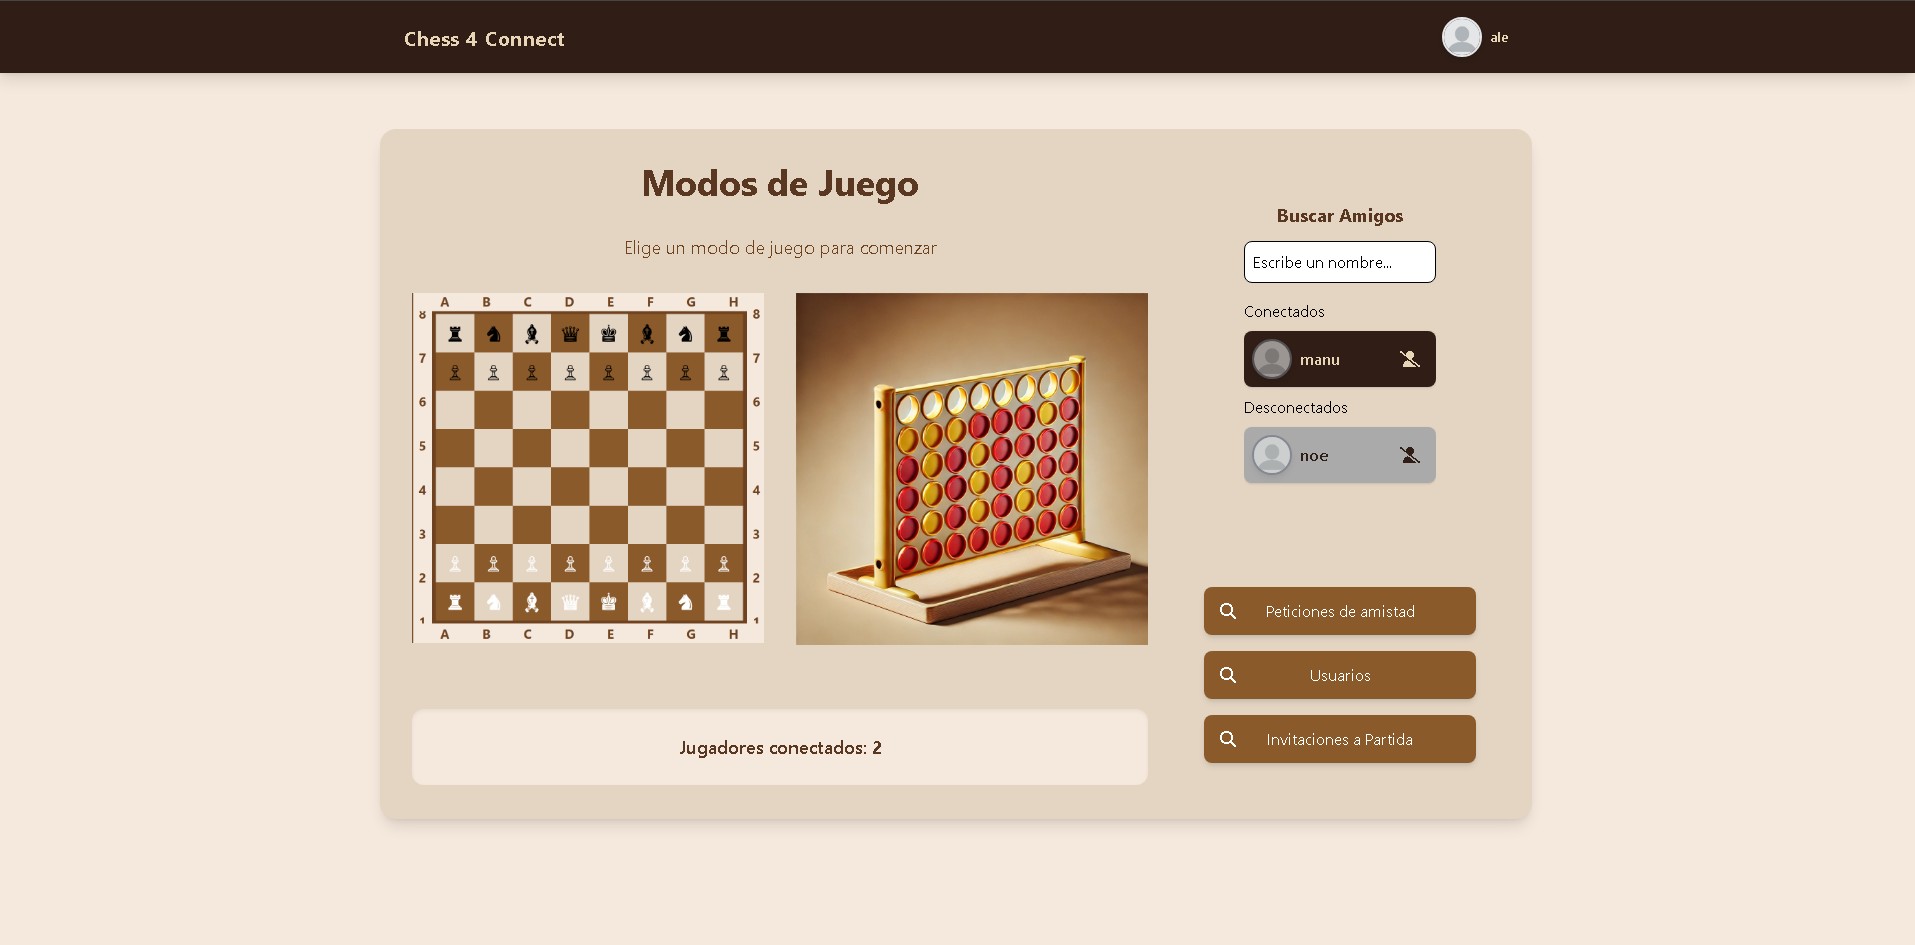 Chess 4 Connect
ale
Modos de Juego
Elige un modo de juego para comenzar
A B C D E F G H
8 8
7 7
6 6
5 5
4 4
3 3
2 2
1 1
A B C D E F G H
Jugadores conectados: 2
Buscar Amigos
Escribe un nombre...
Conectados
manu
Desconectados
noe
Peticiones de amistad
Usuarios
Invitaciones a Partida